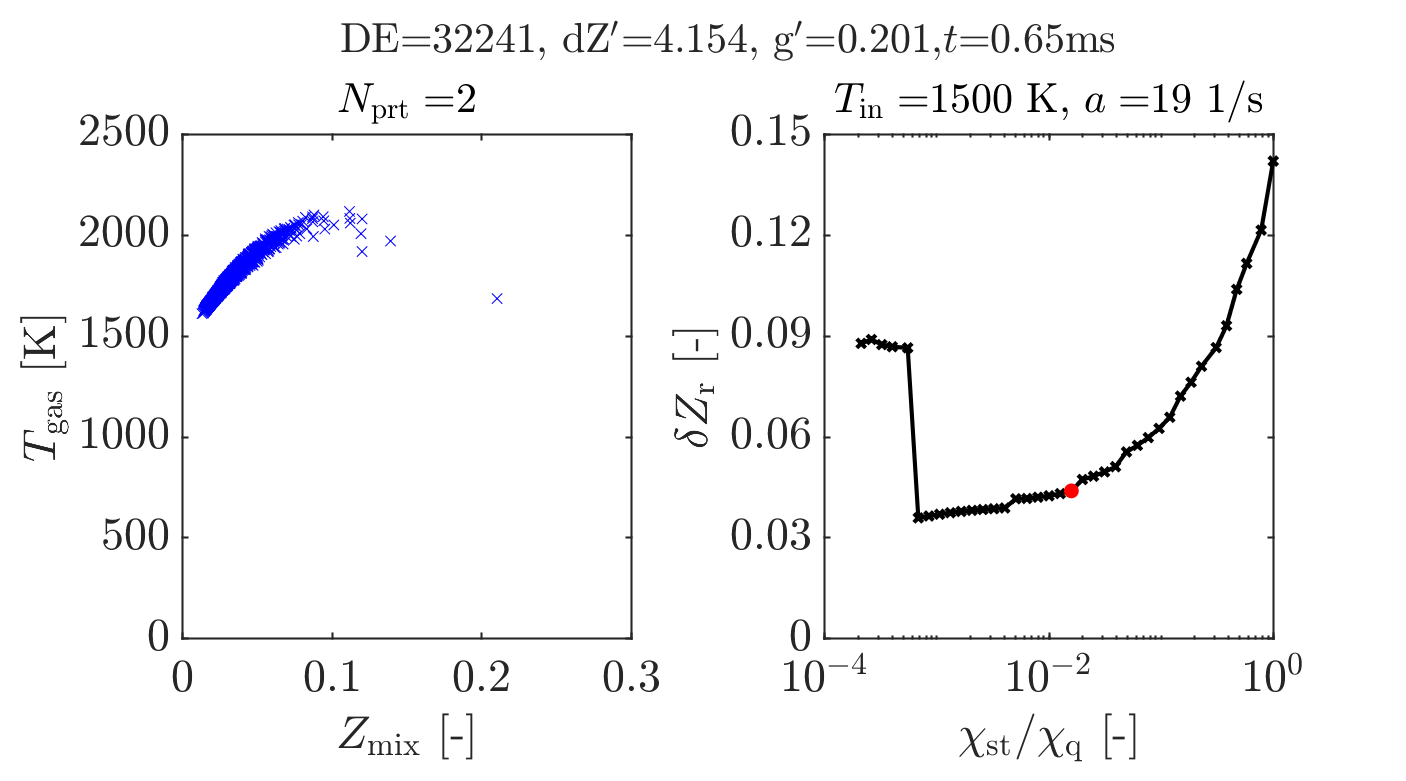 DE=32241, dZ′=4.154, g′=0.201,t=0.65ms
N_prt =2
2500
2000
1500
1000
500
0
0 0.1 0.2 0.3
T_gas [K]
Z_mix [-]
T_in =1500 K, a =19 1/s
0.15
0.12
0.09
0.06
0.03
0
10⁻⁴ 10⁻² 10⁰
δZ_r [-]
χ_st/χ_q [-]